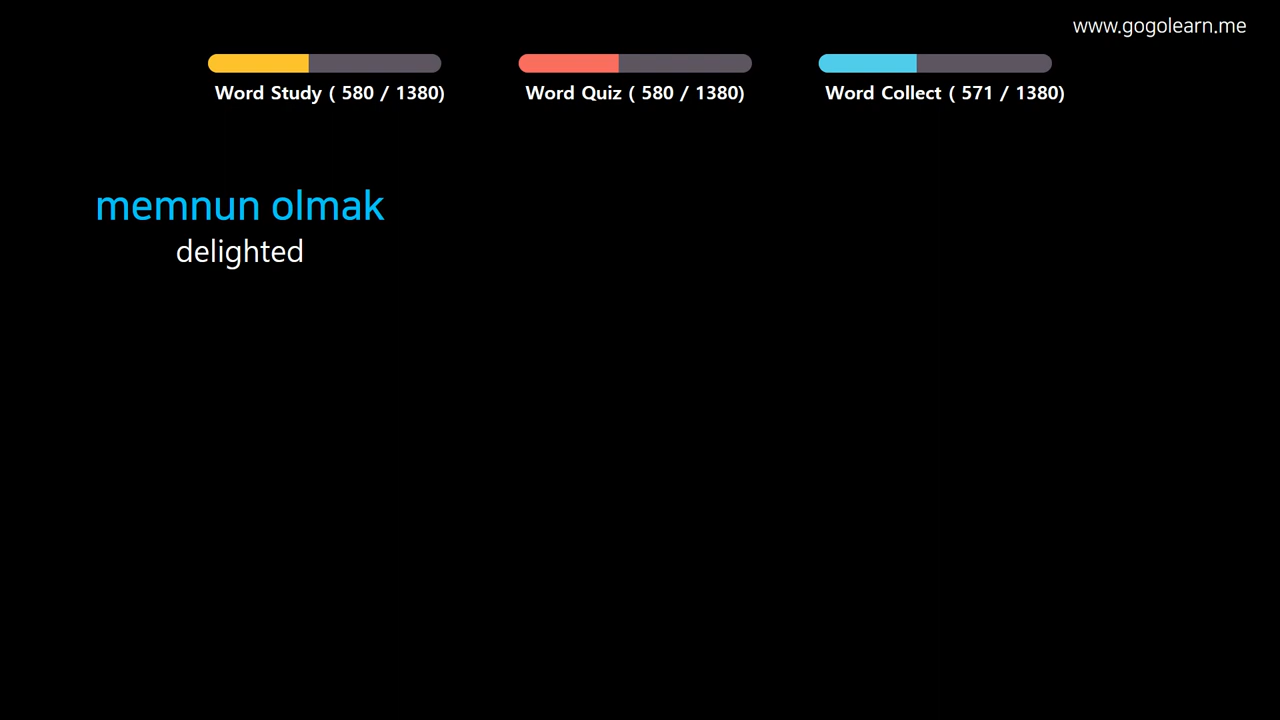 www.gogolearn.me
Word Study ( 580 / 1380)
Word Quiz ( 580 / 1380)
Word Collect ( 571 / 1380)
memnun olmak
delighted